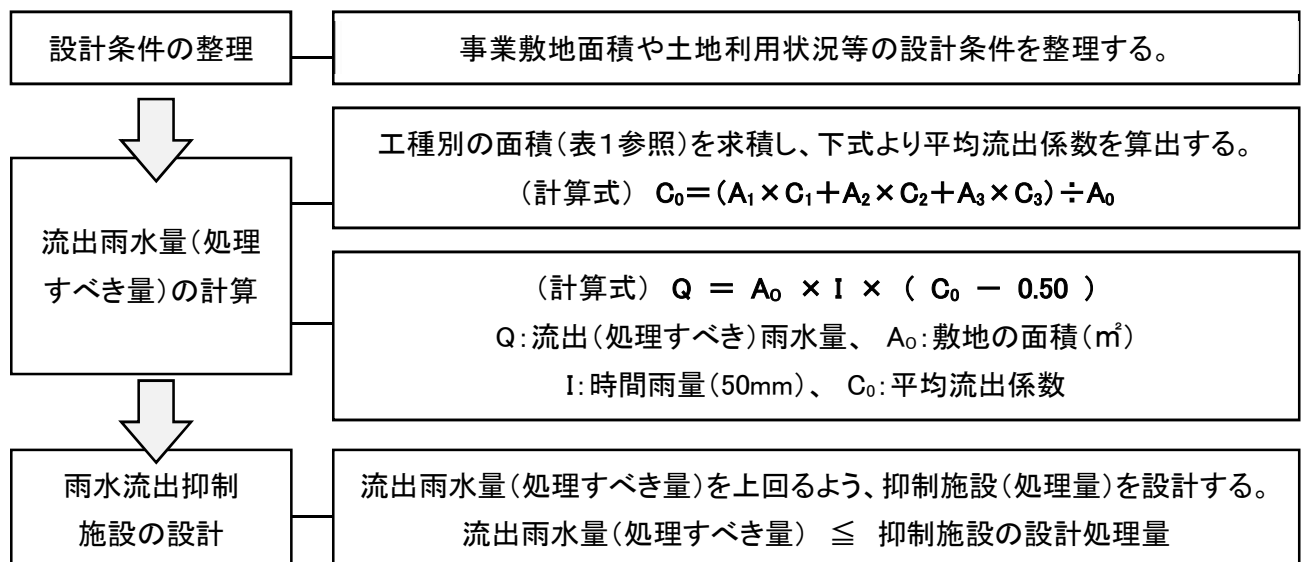 設計条件の整理
事業敷地面積や土地利用状況等の設計条件を整理する。
流出雨水量(処理
すべき量)の計算
工種別の面積(表1参照)を求積し、下式より平均流出係数を算出する。
(計算式) C₀=(A₁×C₁+A₂×C₂+A₃×C₃)÷A₀
(計算式) Q = A₀ × I × ( C₀ - 0.50 )
Q:流出(処理すべき)雨水量、 A₀:敷地の面積(㎡)
I:時間雨量(50mm)、 C₀:平均流出係数
雨水流出抑制
施設の設計
流出雨水量(処理すべき量)を上回るよう、抑制施設(処理量)を設計する。
流出雨水量(処理すべき量) ≦ 抑制施設の設計処理量